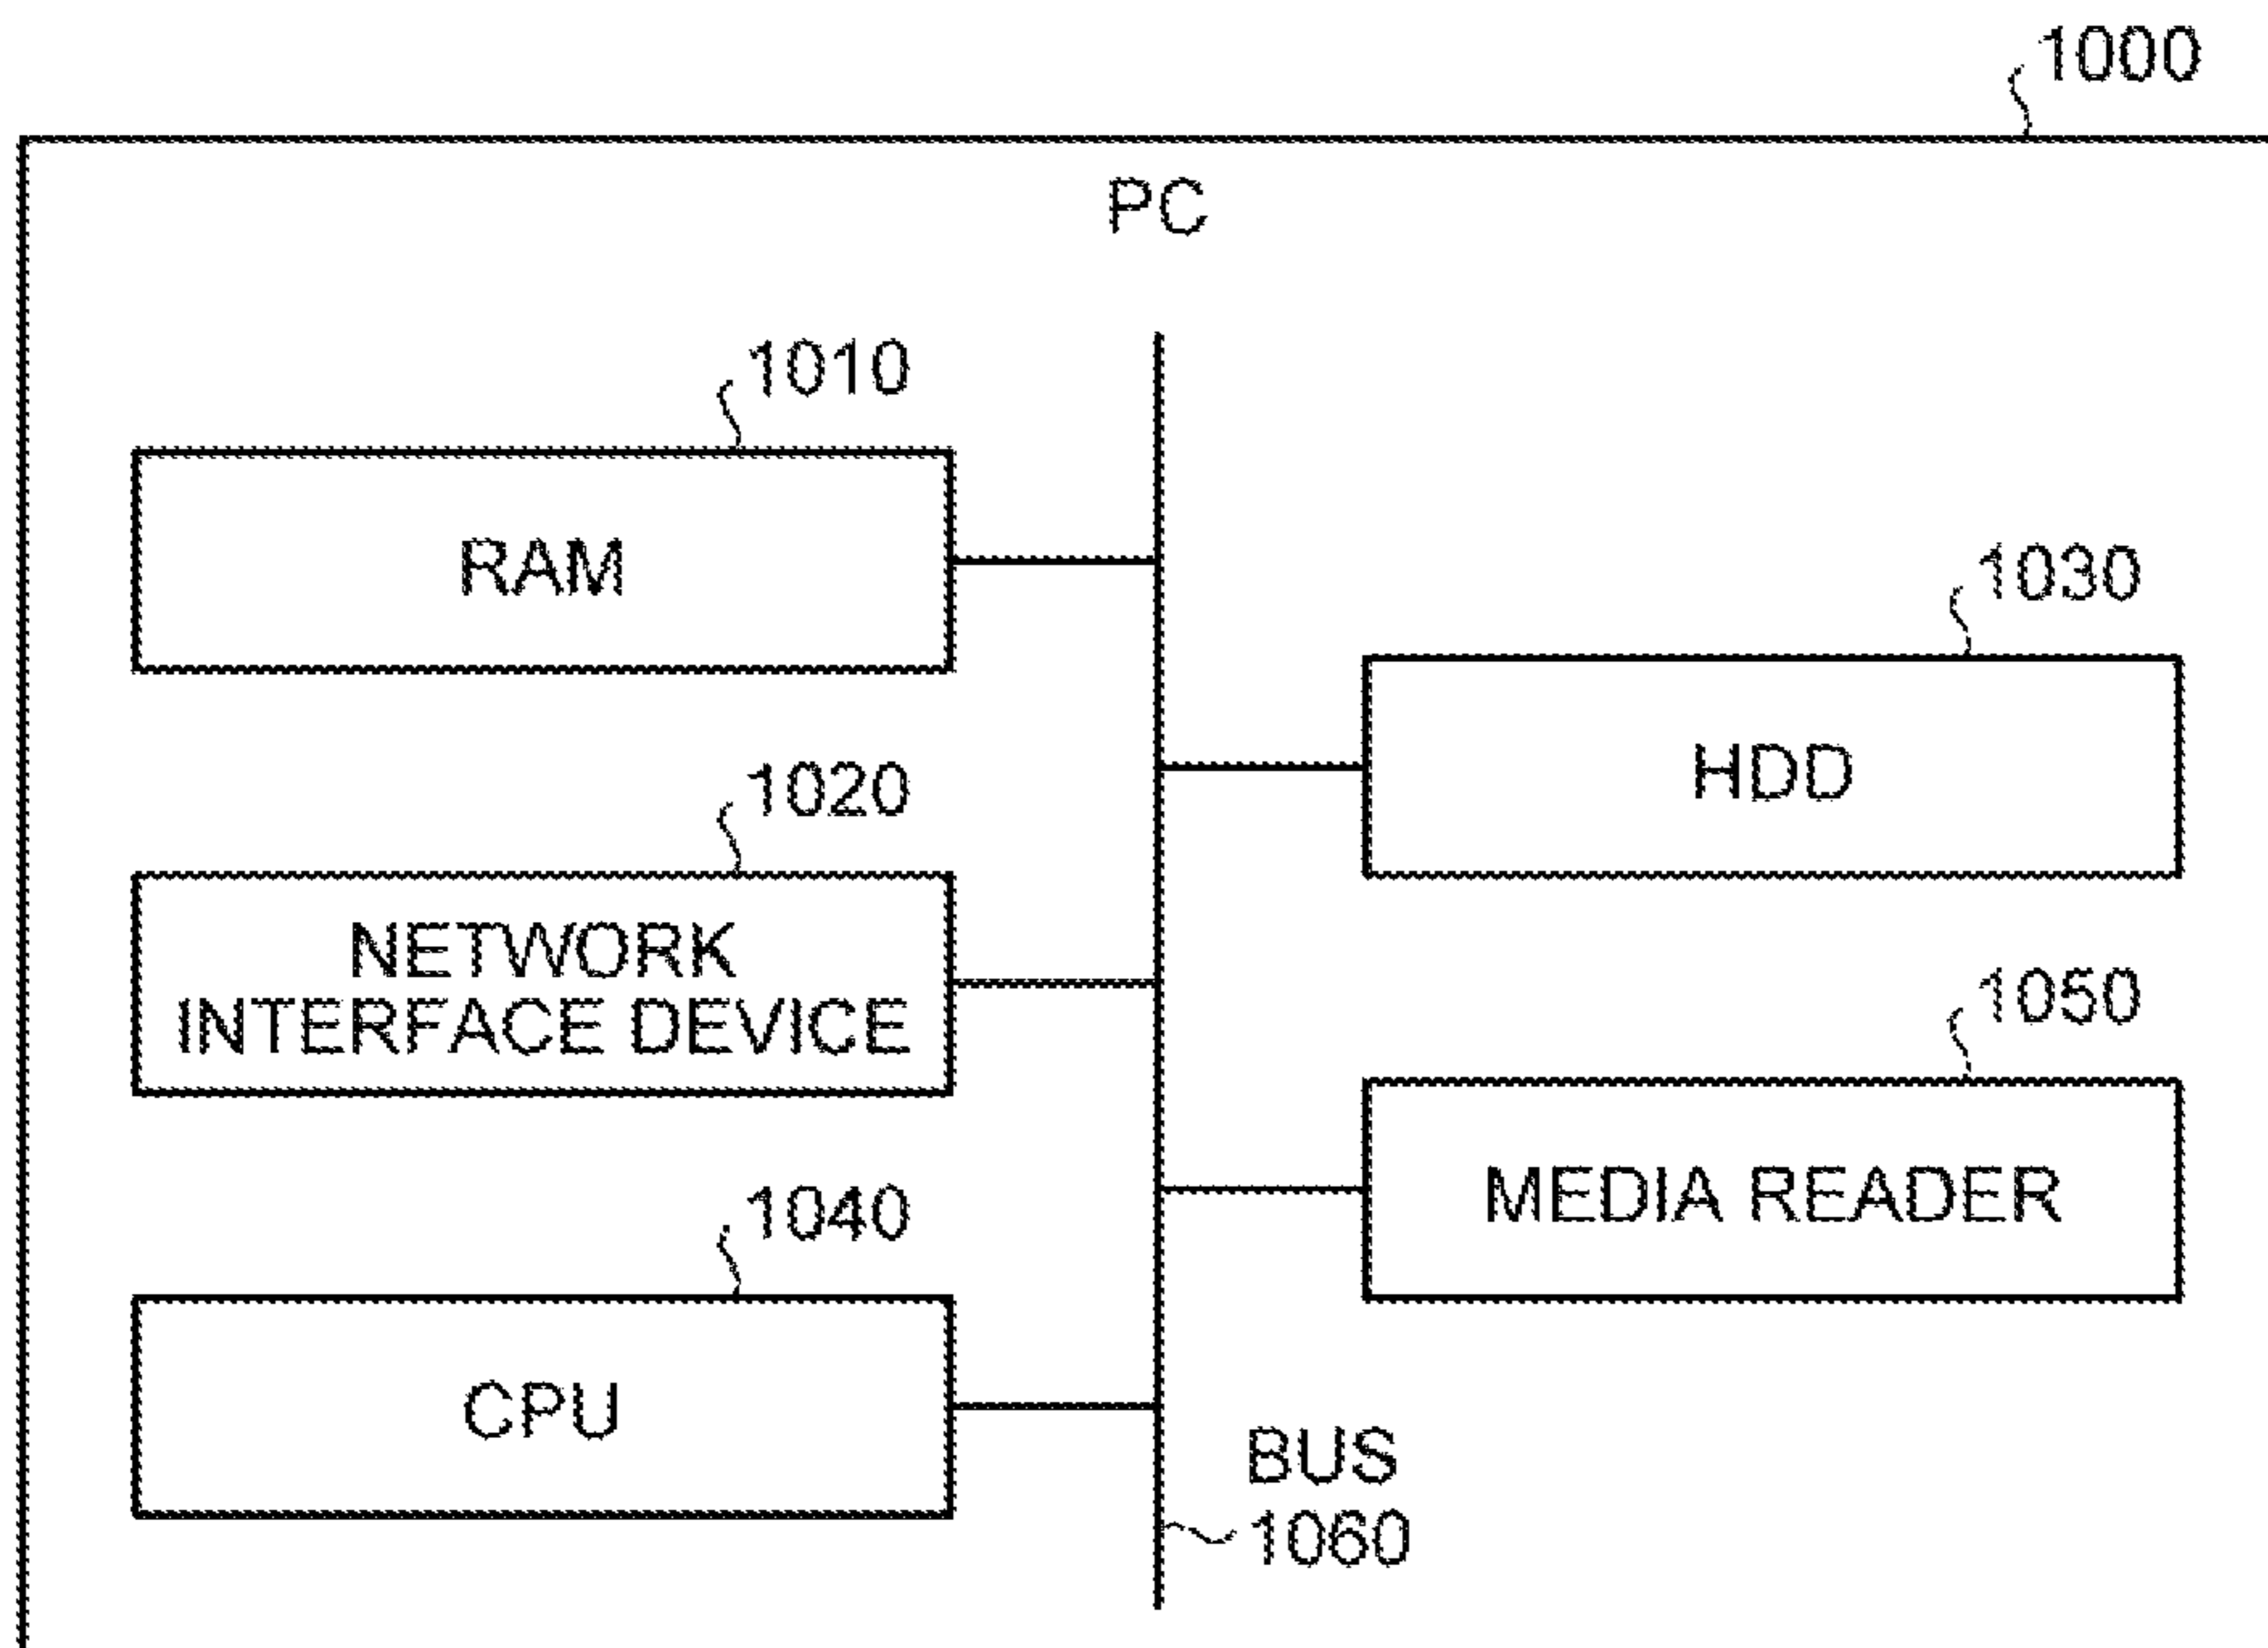 1000
PC
1010
RAM
1030
HDD
1020
NETWORK
INTERFACE DEVICE
1050
MEDIA READER
1040
CPU
BUS
1060